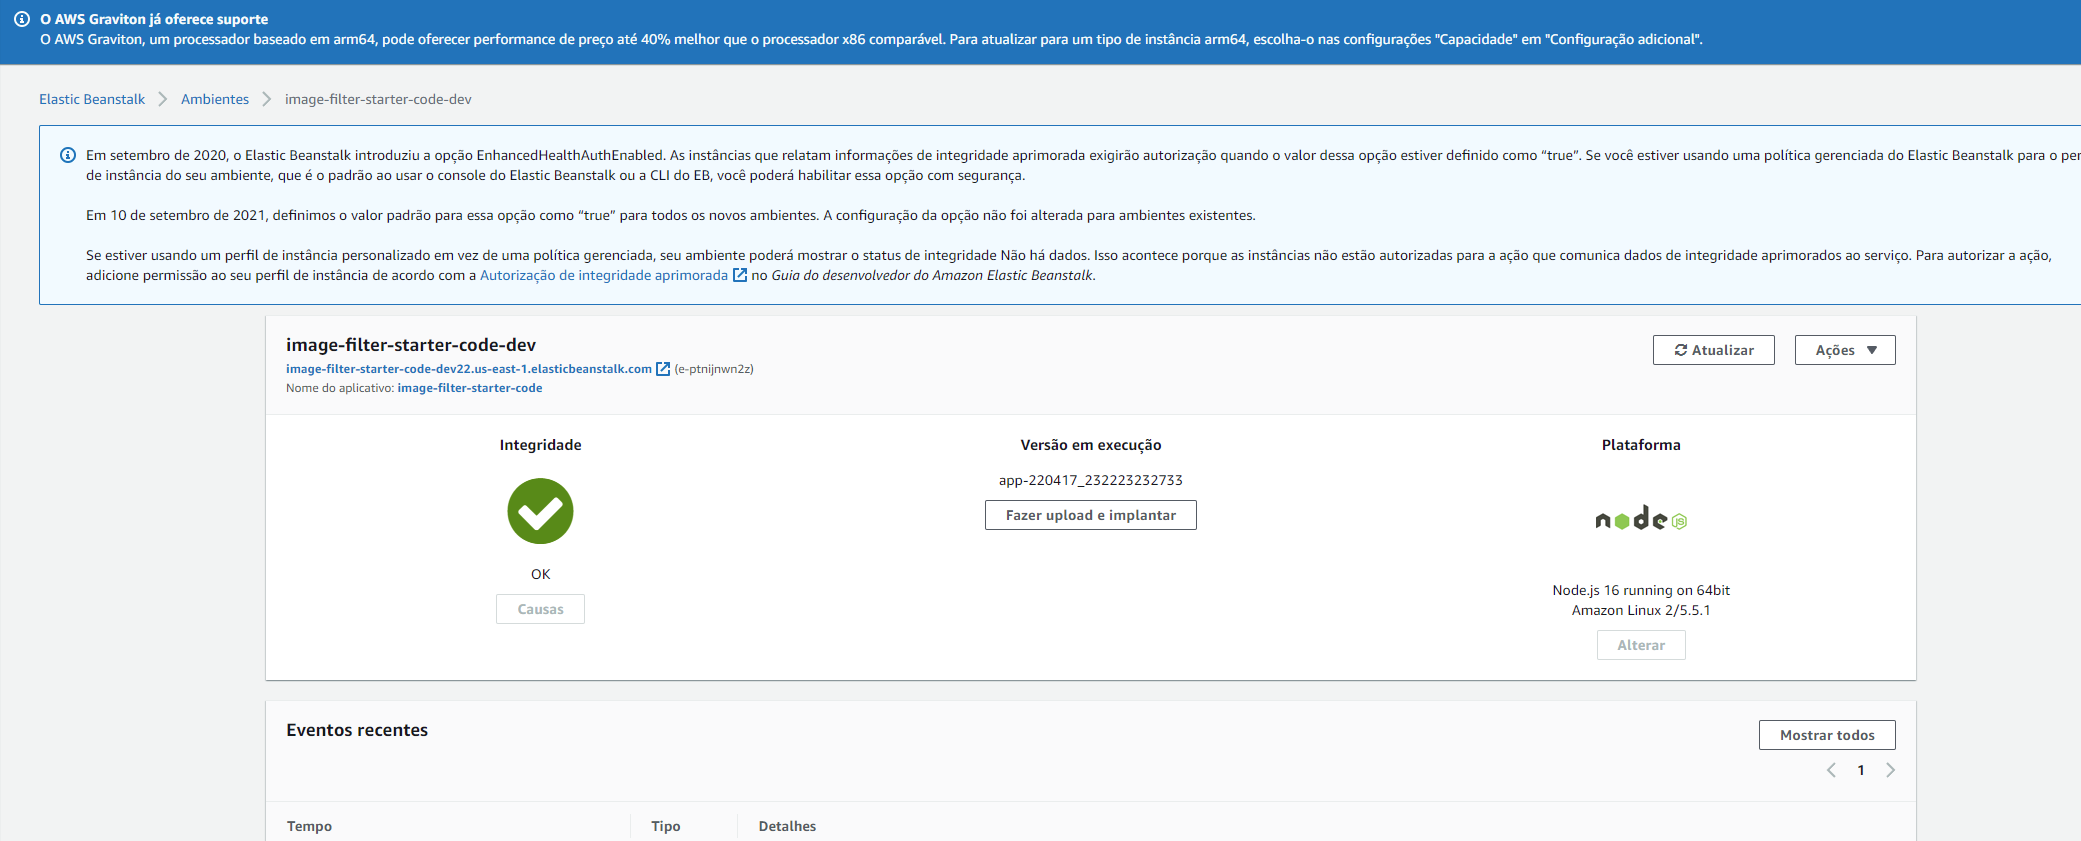 O AWS Graviton já oferece suporte
O AWS Graviton, um processador baseado em arm64, pode oferecer performance de preço até 40% melhor que o processador x86 comparável. Para atualizar para um tipo de instância arm64, escolha-o nas configurações "Capacidade" em "Configuração adicional".
Elastic Beanstalk
Ambientes
image-filter-starter-code-dev
Em setembro de 2020, o Elastic Beanstalk introduziu a opção EnhancedHealthAuthEnabled. As instâncias que relatam informações de integridade aprimorada exigirão autorização quando o valor dessa opção estiver definido como “true”. Se você estiver usando uma política gerenciada do Elastic Beanstalk para o per
de instância do seu ambiente, que é o padrão ao usar o console do Elastic Beanstalk ou a CLI do EB, você poderá habilitar essa opção com segurança.
Em 10 de setembro de 2021, definimos o valor padrão para essa opção como “true” para todos os novos ambientes. A configuração da opção não foi alterada para ambientes existentes.
Se estiver usando um perfil de instância personalizado em vez de uma política gerenciada, seu ambiente poderá mostrar o status de integridade Não há dados. Isso acontece porque as instâncias não estão autorizadas para a ação que comunica dados de integridade aprimorados ao serviço. Para autorizar a ação,
adicione permissão ao seu perfil de instância de acordo com a Autorização de integridade aprimorada no Guia do desenvolvedor do Amazon Elastic Beanstalk.
image-filter-starter-code-dev
image-filter-starter-code-dev22.us-east-1.elasticbeanstalk.com (e-ptnijnwn2z)
Nome do aplicativo: image-filter-starter-code
Atualizar
Ações
Integridade
OK
Causas
Versão em execução
app-220417_232223232733
Fazer upload e implantar
Plataforma
node JS
Node.js 16 running on 64bit
Amazon Linux 2/5.5.1
Alterar
Eventos recentes
Mostrar todos
1
Tempo
Tipo
Detalhes